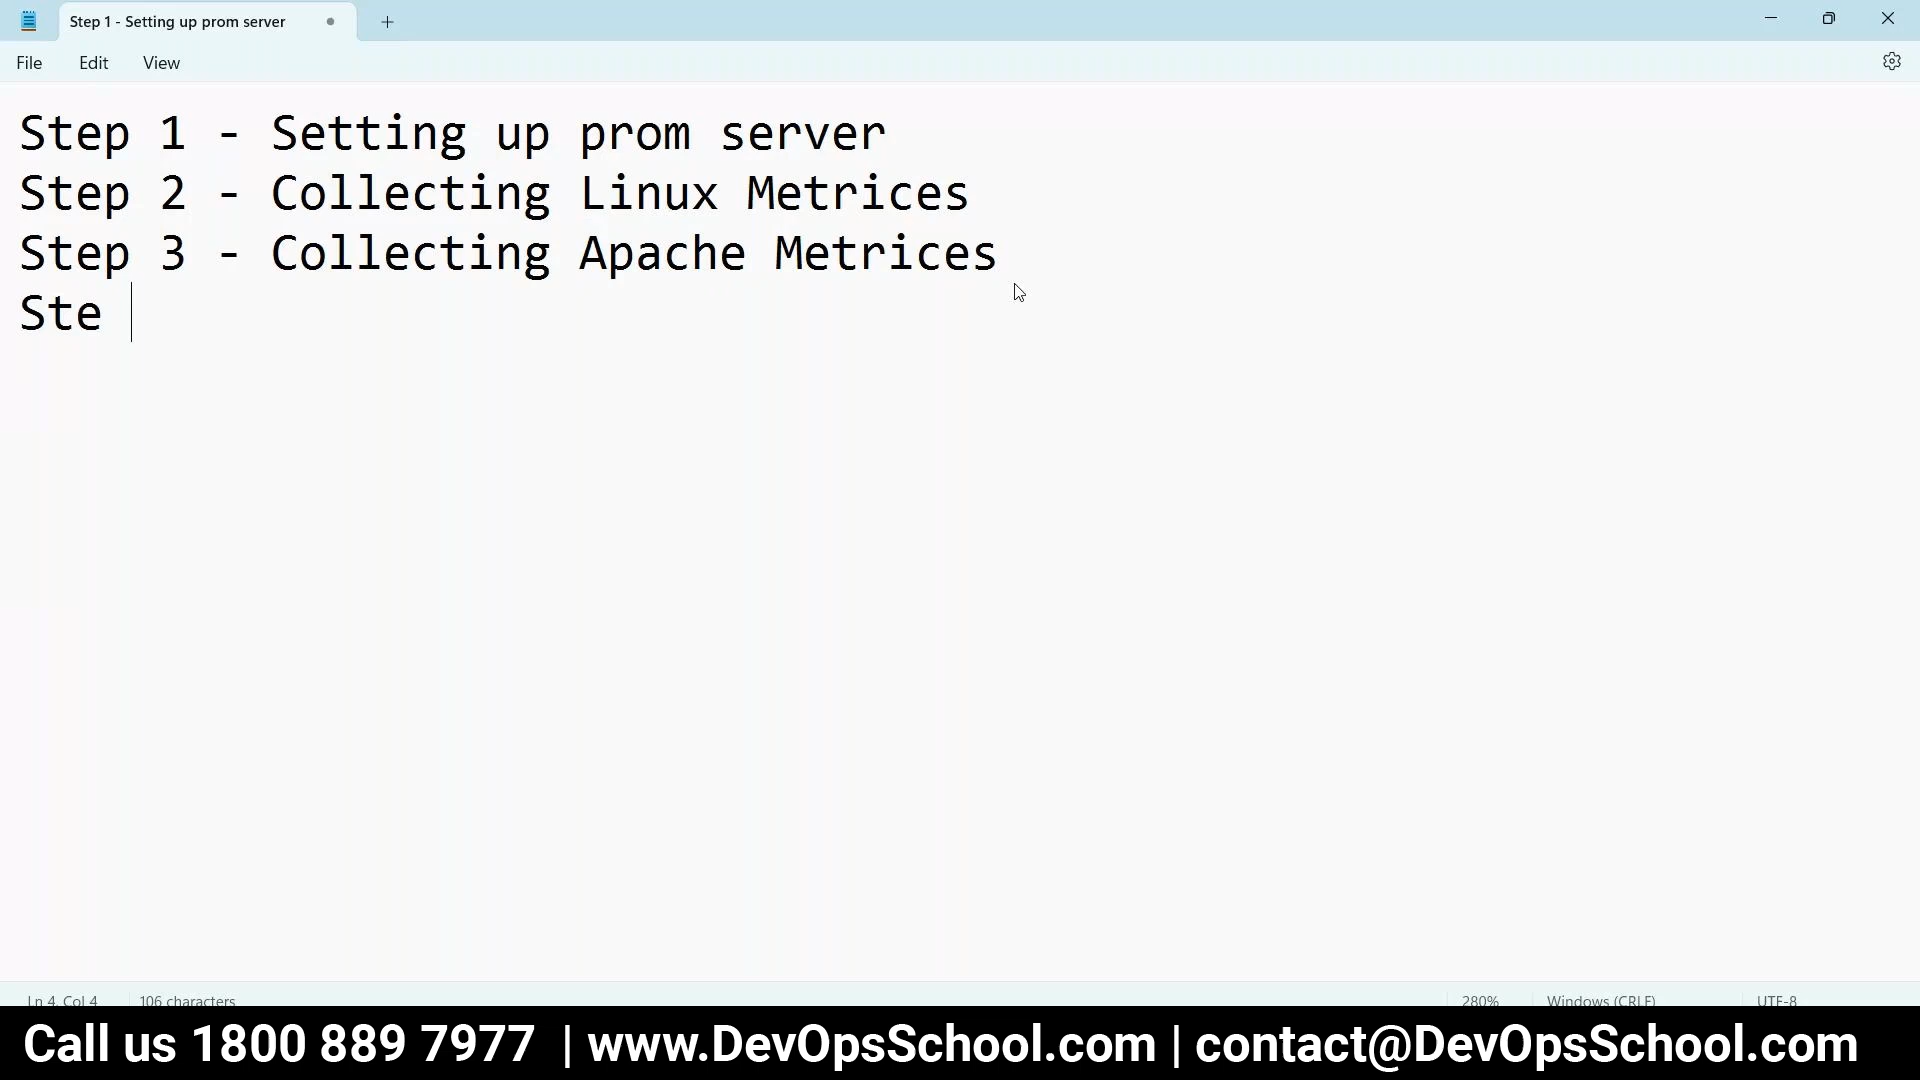 Step 1 - Setting up prom server
File Edit View
Step 1 - Setting up prom server
Step 2 - Collecting Linux Metrices
Step 3 - Collecting Apache Metrices
Ste
Ln 4, Col 4 106 characters 280% Windows (CRLF) UTF-8
Call us 1800 889 7977 | www.DevOpsSchool.com | contact@DevOpsSchool.com